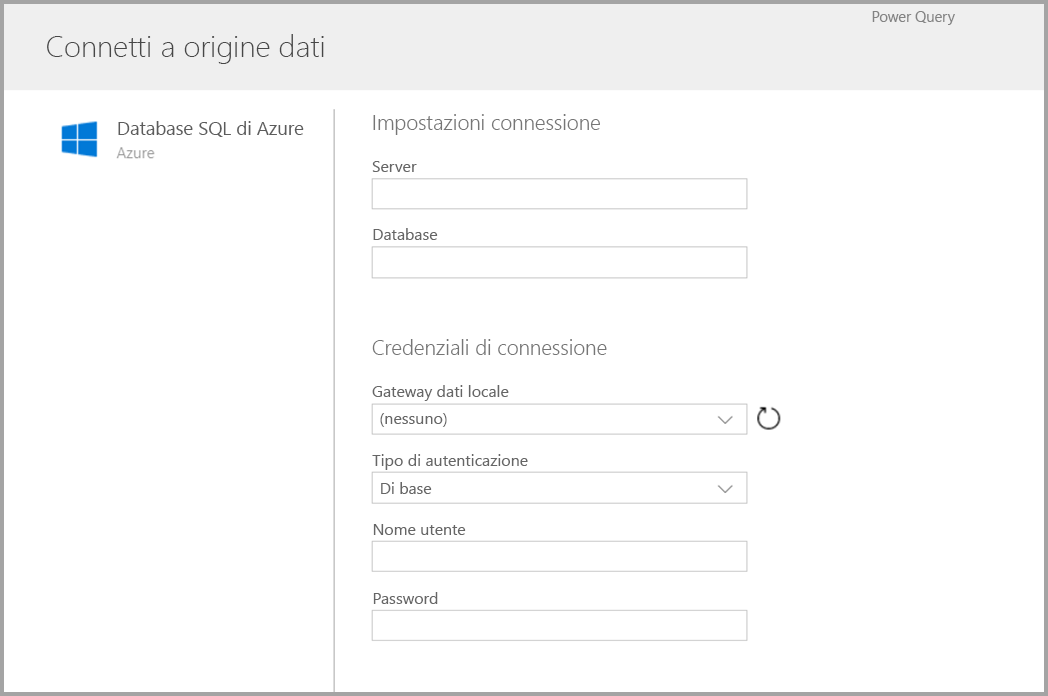 Power Query
Connetti a origine dati
Database SQL di Azure
Azure
Impostazioni connessione
Server
Database
Credenziali di connessione
Gateway dati locale
(nessuno)
Tipo di autenticazione
Di base
Nome utente
Password